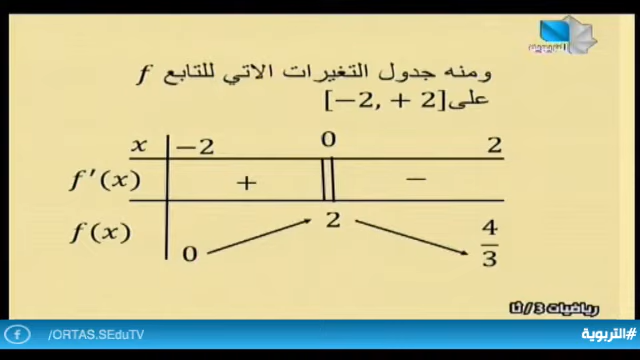 ومنه جدول التغيرات الاتي للتابع f
على [−2, + 2]
x −2 0 2
f′(x) + −
f(x) 0 2 4/3
رياضيات 3 / ثا
/ORTAS.SEduTV
#التربوية